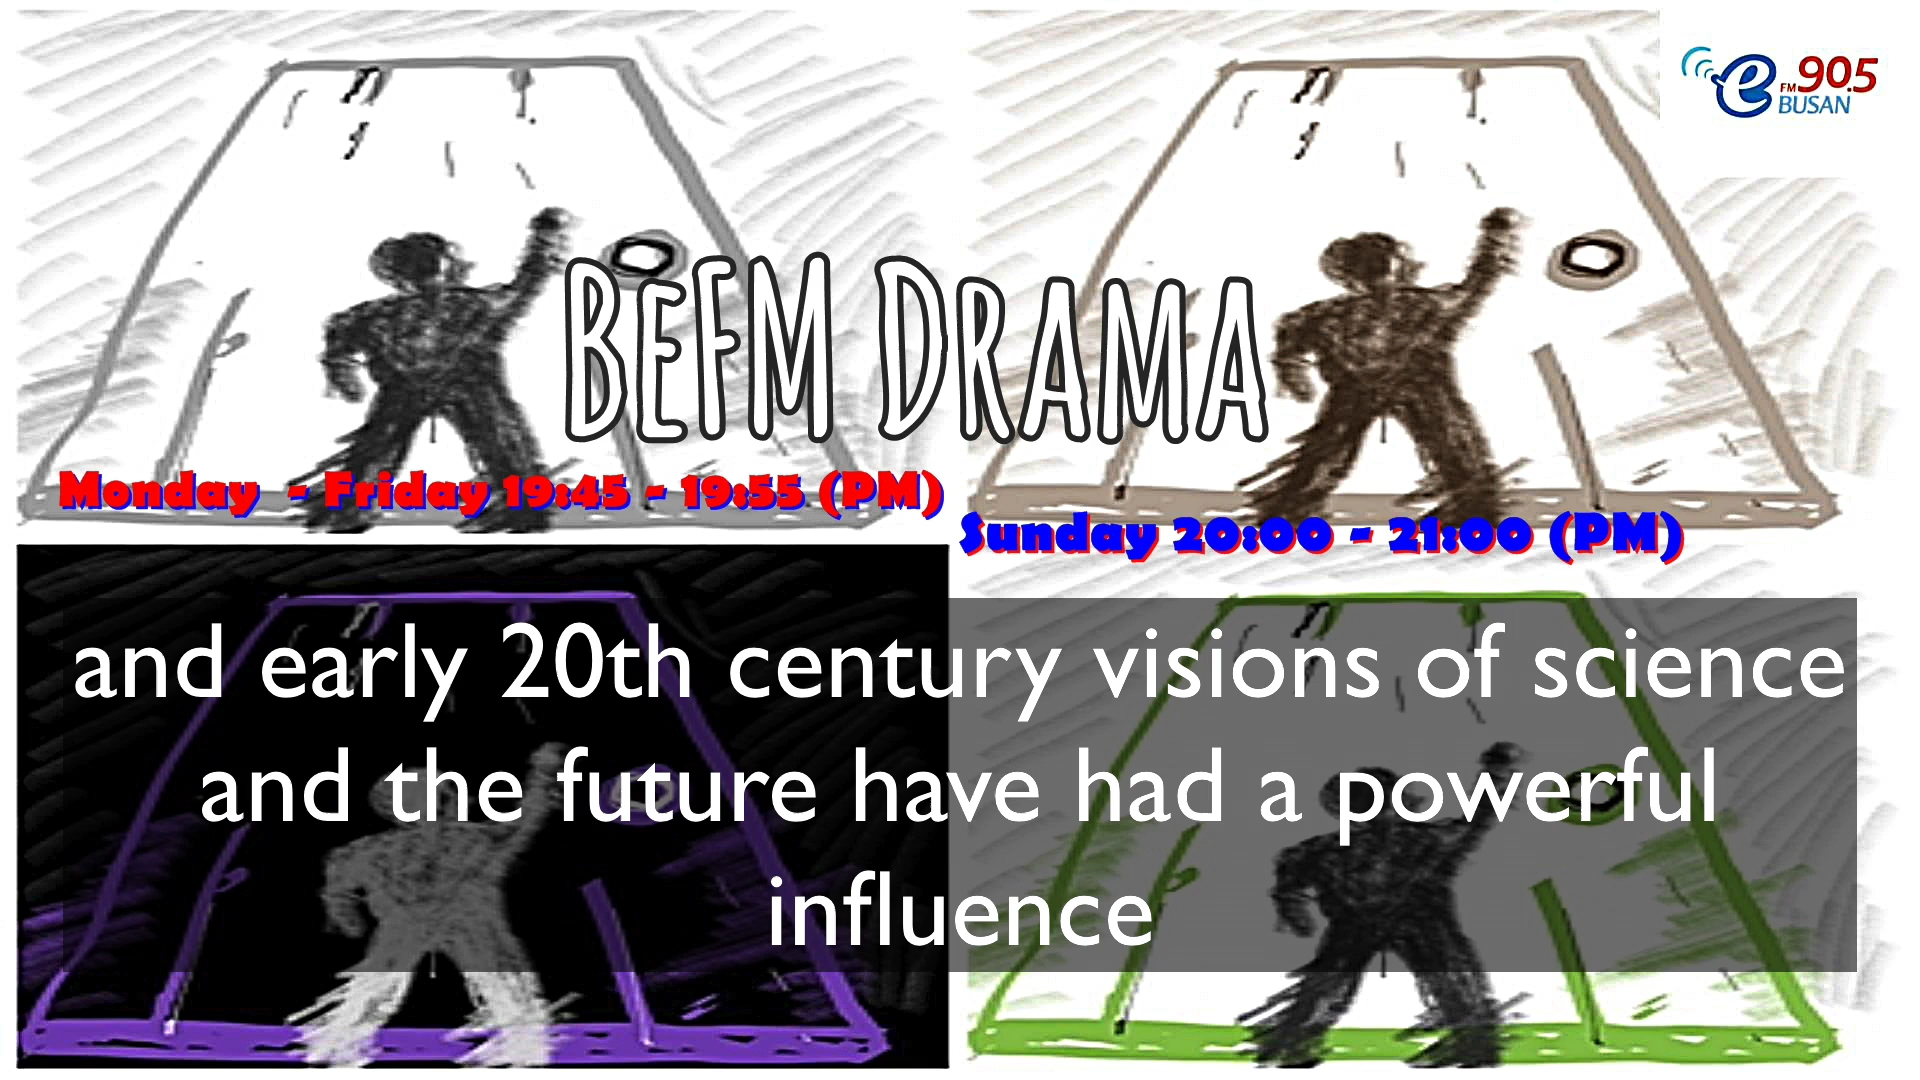 e FM 90.5
BUSAN
BeFM Drama
Monday - Friday 19:45 - 19:55 (PM)
Sunday 20:00 - 21:00 (PM)
and early 20th century visions of science
and the future have had a powerful
influence